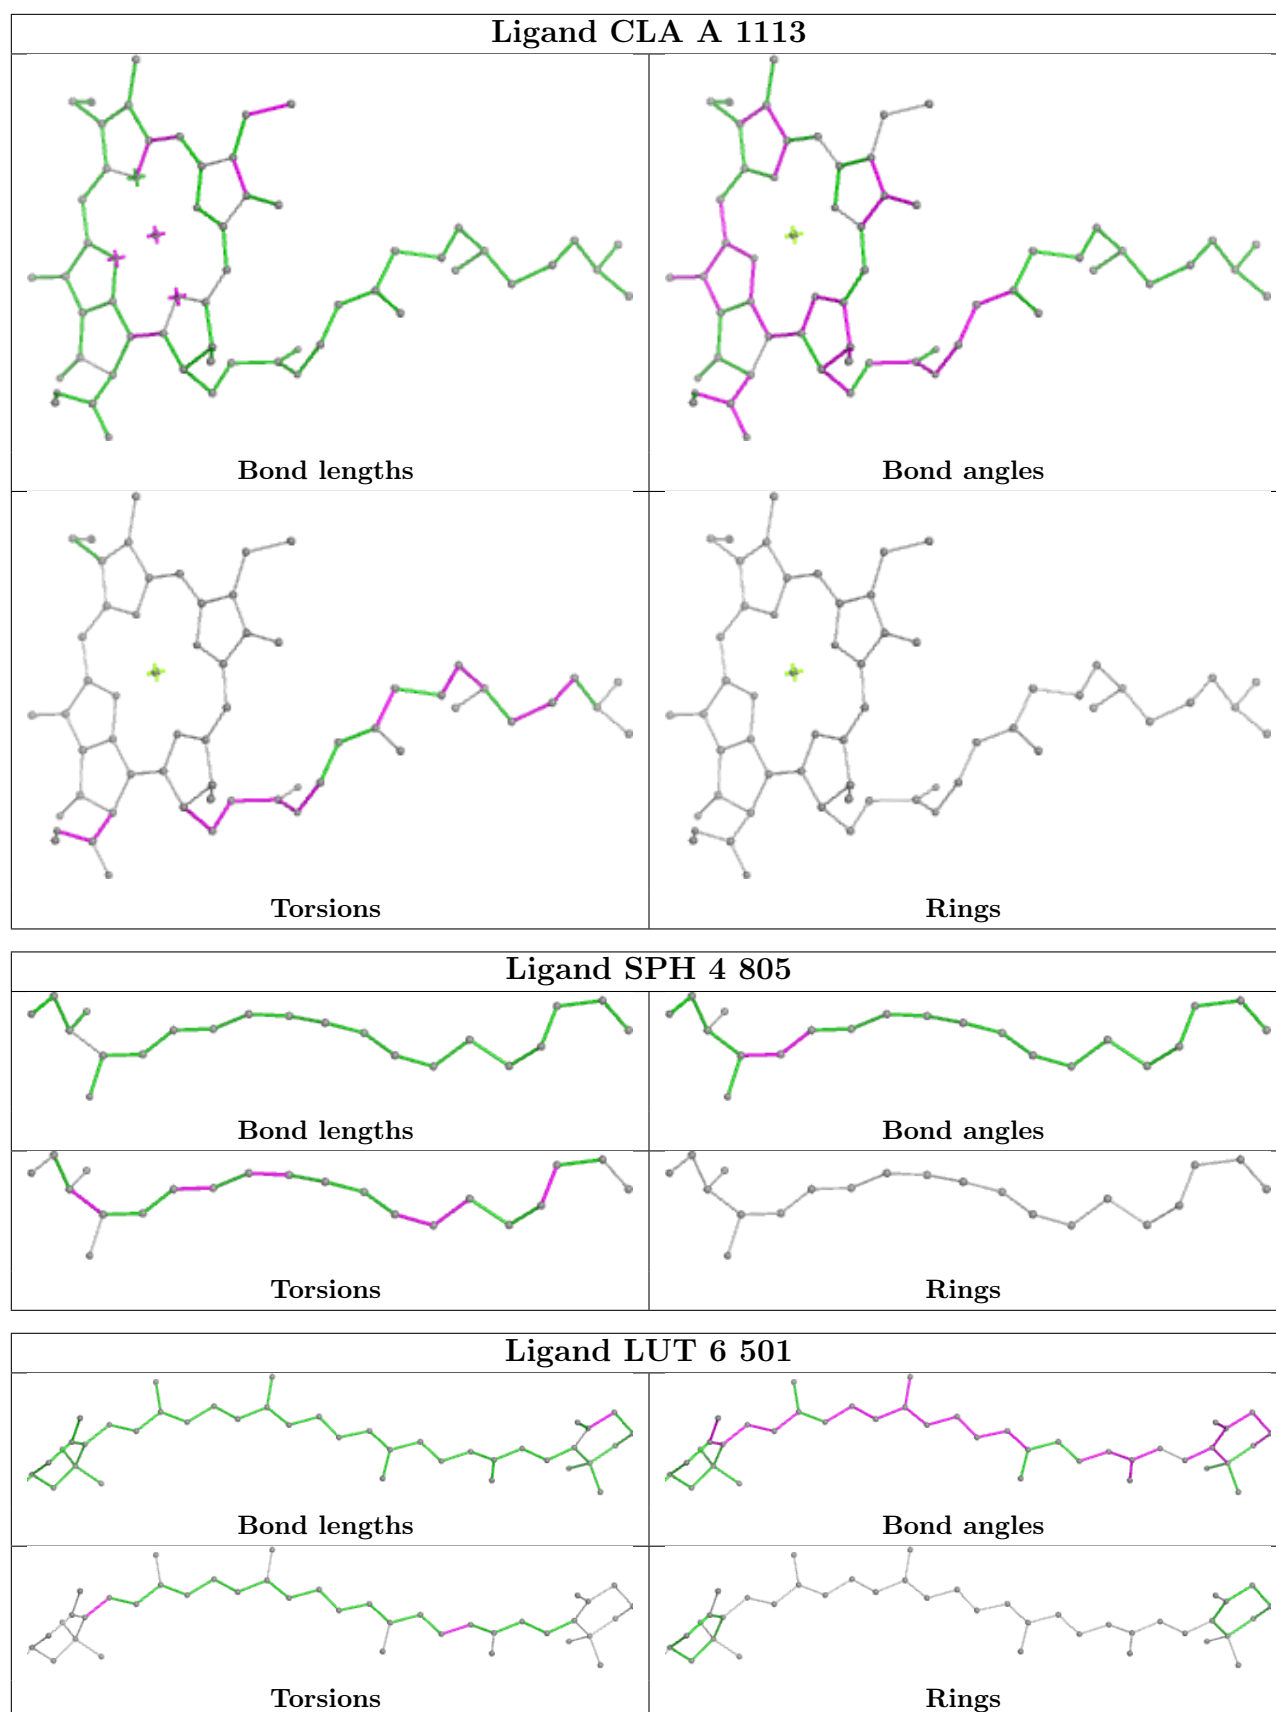 Ligand CLA A 1113
Bond lengths
Bond angles
Torsions
Rings
Ligand SPH 4 805
Bond lengths
Bond angles
Torsions
Rings
Ligand LUT 6 501
Bond lengths
Bond angles
Torsions
Rings